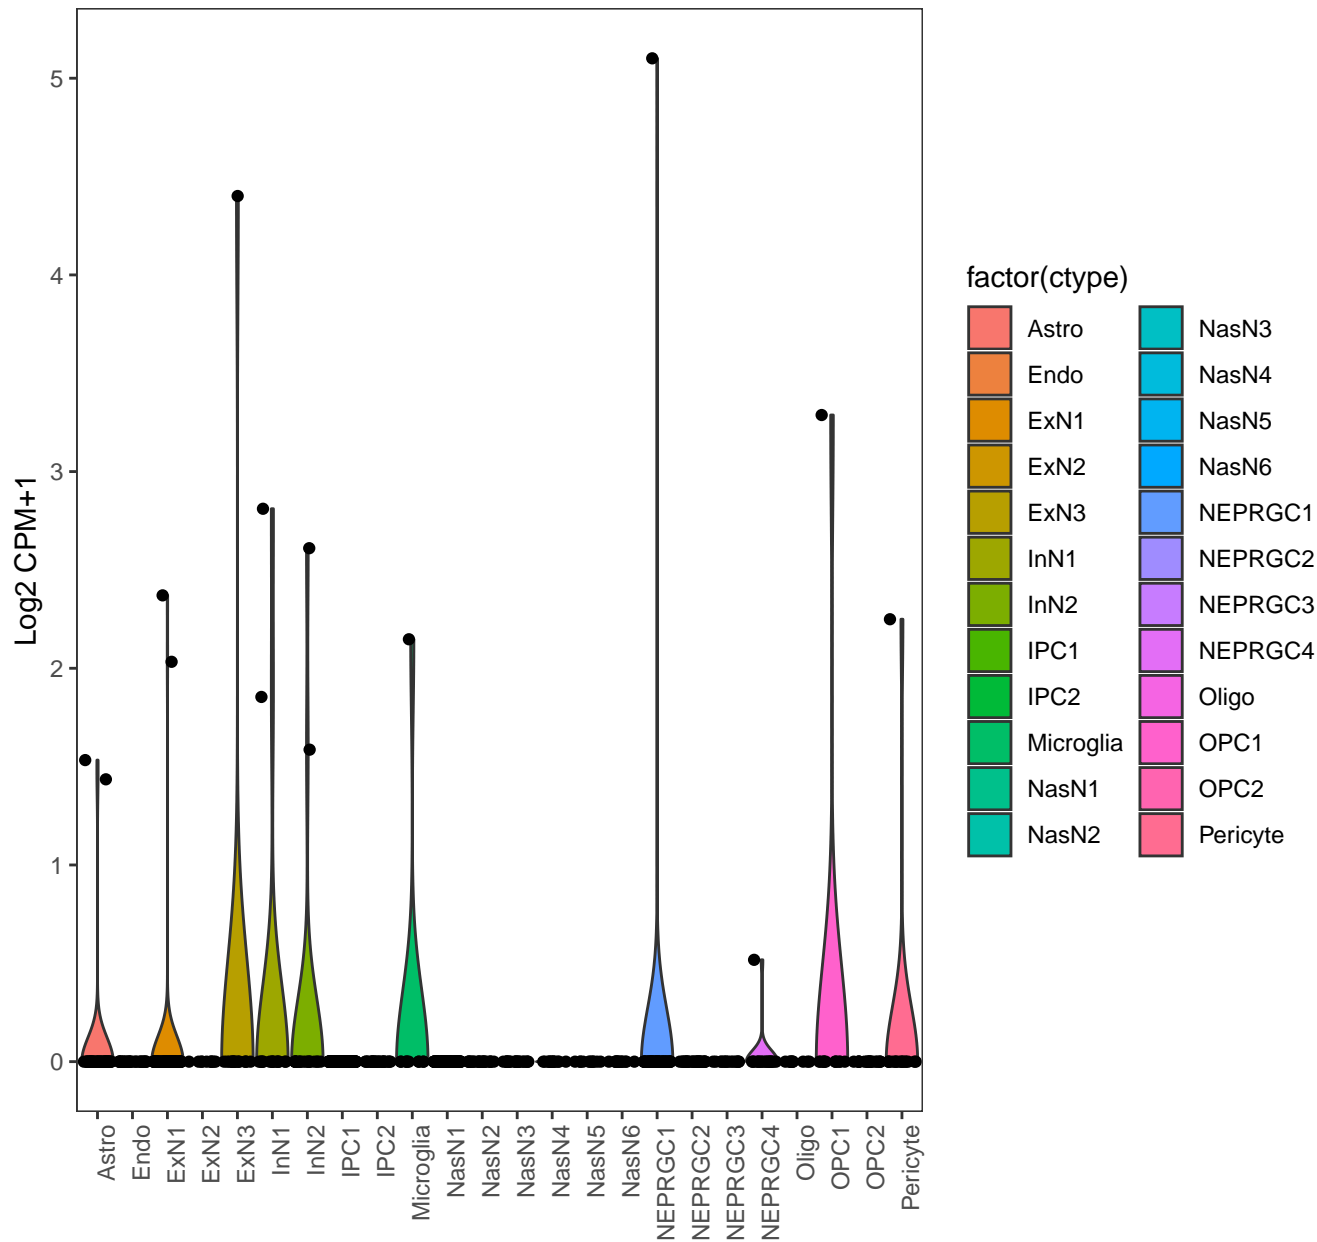 5
4
3
2
1
0
Log2 CPM+1
Astro
Endo
ExN1
ExN2
ExN3
InN1
InN2
IPC1
IPC2
Microglia
NasN1
NasN2
NasN3
NasN4
NasN5
NasN6
NEPRGC1
NEPRGC2
NEPRGC3
NEPRGC4
Oligo
OPC1
OPC2
Pericyte
factor(ctype)
Astro
Endo
ExN1
ExN2
ExN3
InN1
InN2
IPC1
IPC2
Microglia
NasN1
NasN2
NasN3
NasN4
NasN5
NasN6
NEPRGC1
NEPRGC2
NEPRGC3
NEPRGC4
Oligo
OPC1
OPC2
Pericyte